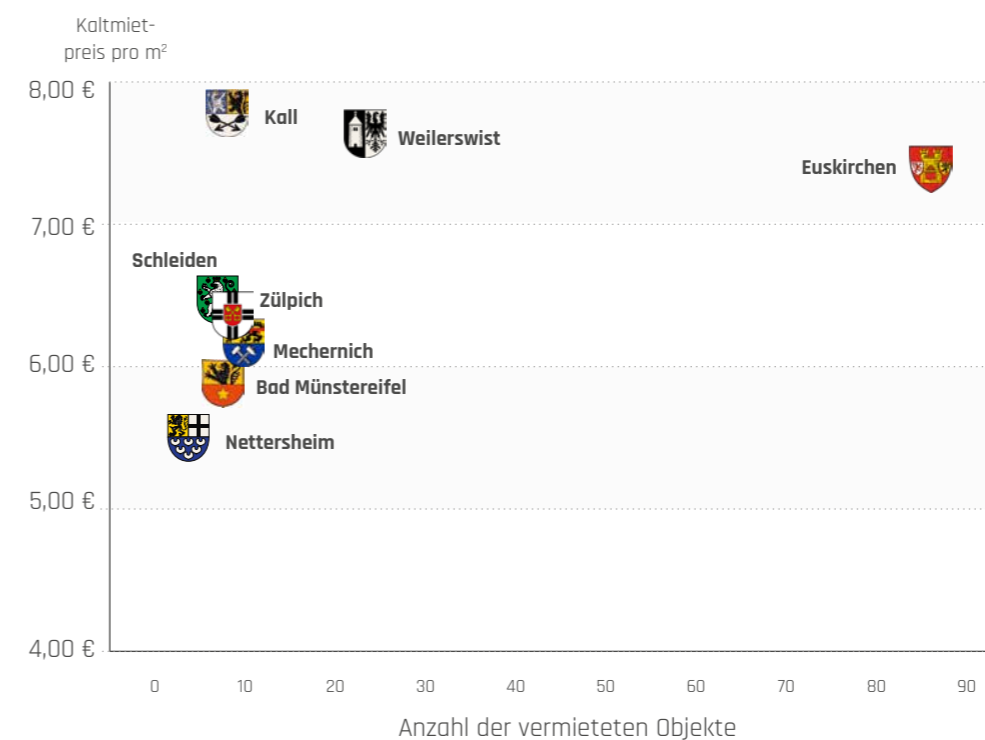 Kaltmiet-
preis pro m²
8,00 €
Kall
Weilerswist
Euskirchen
7,00 €
Schleiden
Zülpich
Mechernich
6,00 €
Bad Münstereifel
Nettersheim
5,00 €
4,00 €
0 10 20 30 40 50 60 70 80 90
Anzahl der vermieteten Objekte